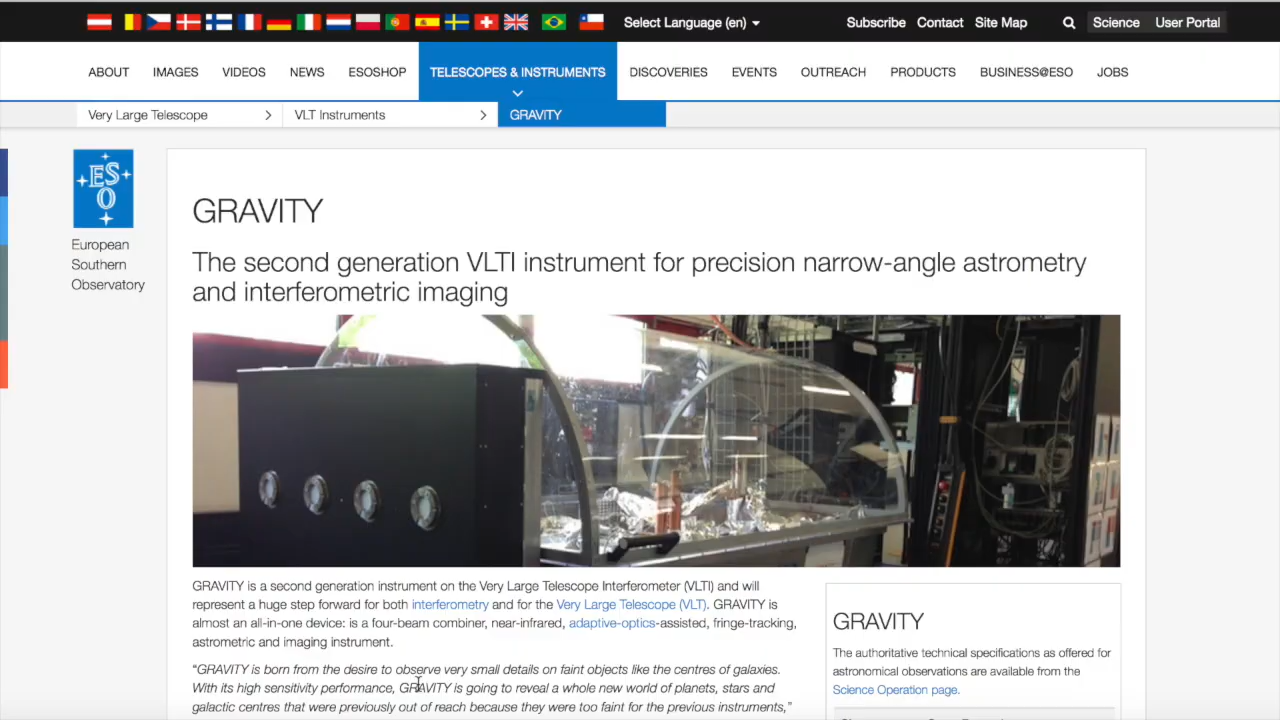 Select Language (en)
Subscribe Contact Site Map
Science User Portal
ABOUT IMAGES VIDEOS NEWS ESOSHOP TELESCOPES & INSTRUMENTS DISCOVERIES EVENTS OUTREACH PRODUCTS BUSINESS@ESO JOBS
Very Large Telescope VLT Instruments GRAVITY
ESO
European
Southern
Observatory
GRAVITY
The second generation VLTI instrument for precision narrow-angle astrometry
and interferometric imaging
GRAVITY is a second generation instrument on the Very Large Telescope Interferometer (VLTI) and will
represent a huge step forward for both interferometry and for the Very Large Telescope (VLT). GRAVITY is
almost an all-in-one device: is a four-beam combiner, near-infrared, adaptive-optics-assisted, fringe-tracking,
astrometric and imaging instrument.
“GRAVITY is born from the desire to observe very small details on faint objects like the centres of galaxies.
With its high sensitivity performance, GRAVITY is going to reveal a whole new world of planets, stars and
galactic centres that were previously out of reach because they were too faint for the previous instruments,”
GRAVITY
The authoritative technical specifications as offered for
astronomical observations are available from the
Science Operation page.